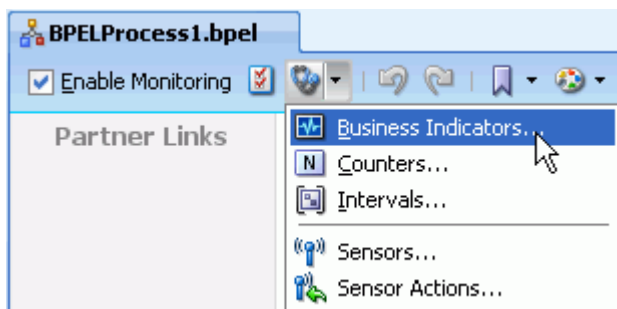 BPELProcess1.bpel
Enable Monitoring
Partner Links
Business Indicators...
N Counters...
Intervals...
Sensors...
Sensor Actions...